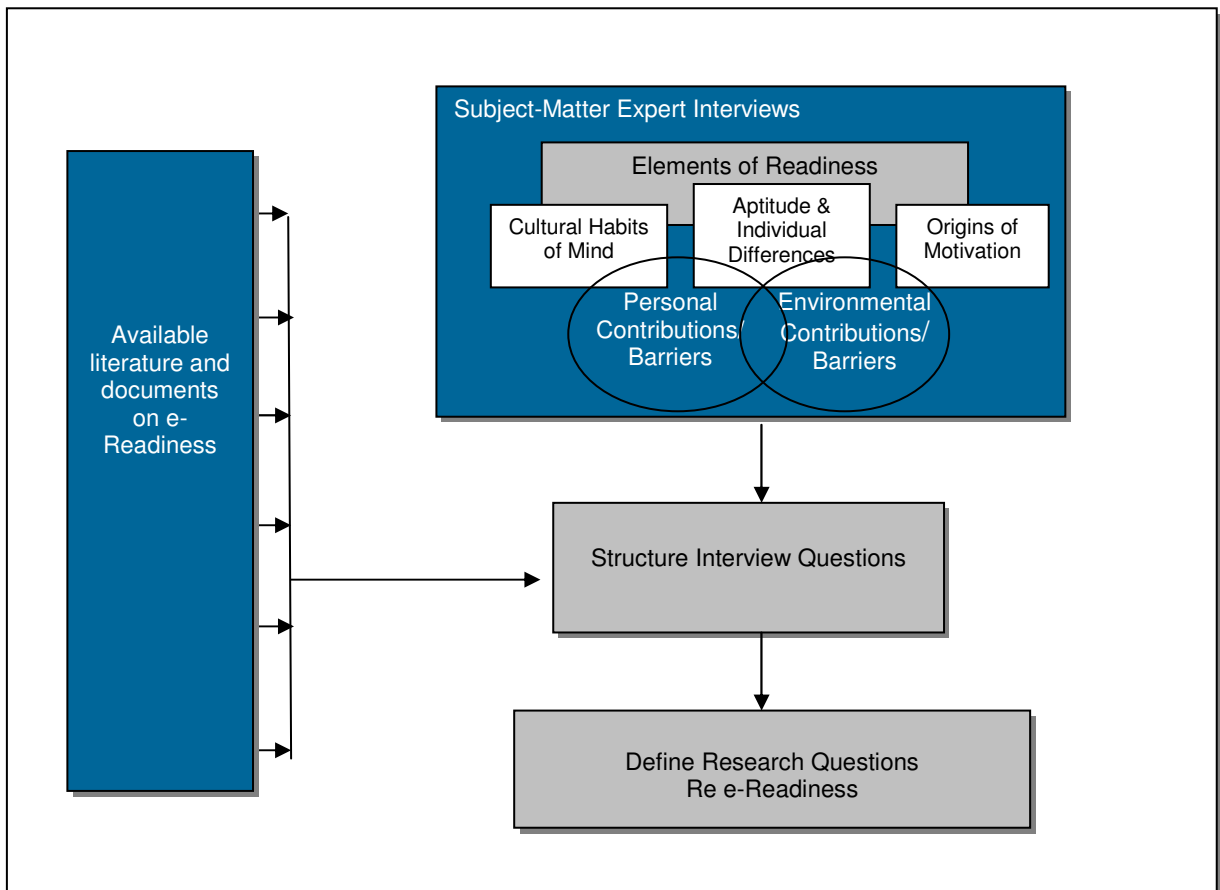 Subject-Matter Expert Interviews
Elements of Readiness
Cultural Habits
of Mind
Aptitude &
Individual
Differences
Origins of
Motivation
Personal
Contributions/
Barriers
Environmental
Contributions/
Barriers
Available
literature and
documents
on e-
Readiness
Structure Interview Questions
Define Research Questions
Re e-Readiness